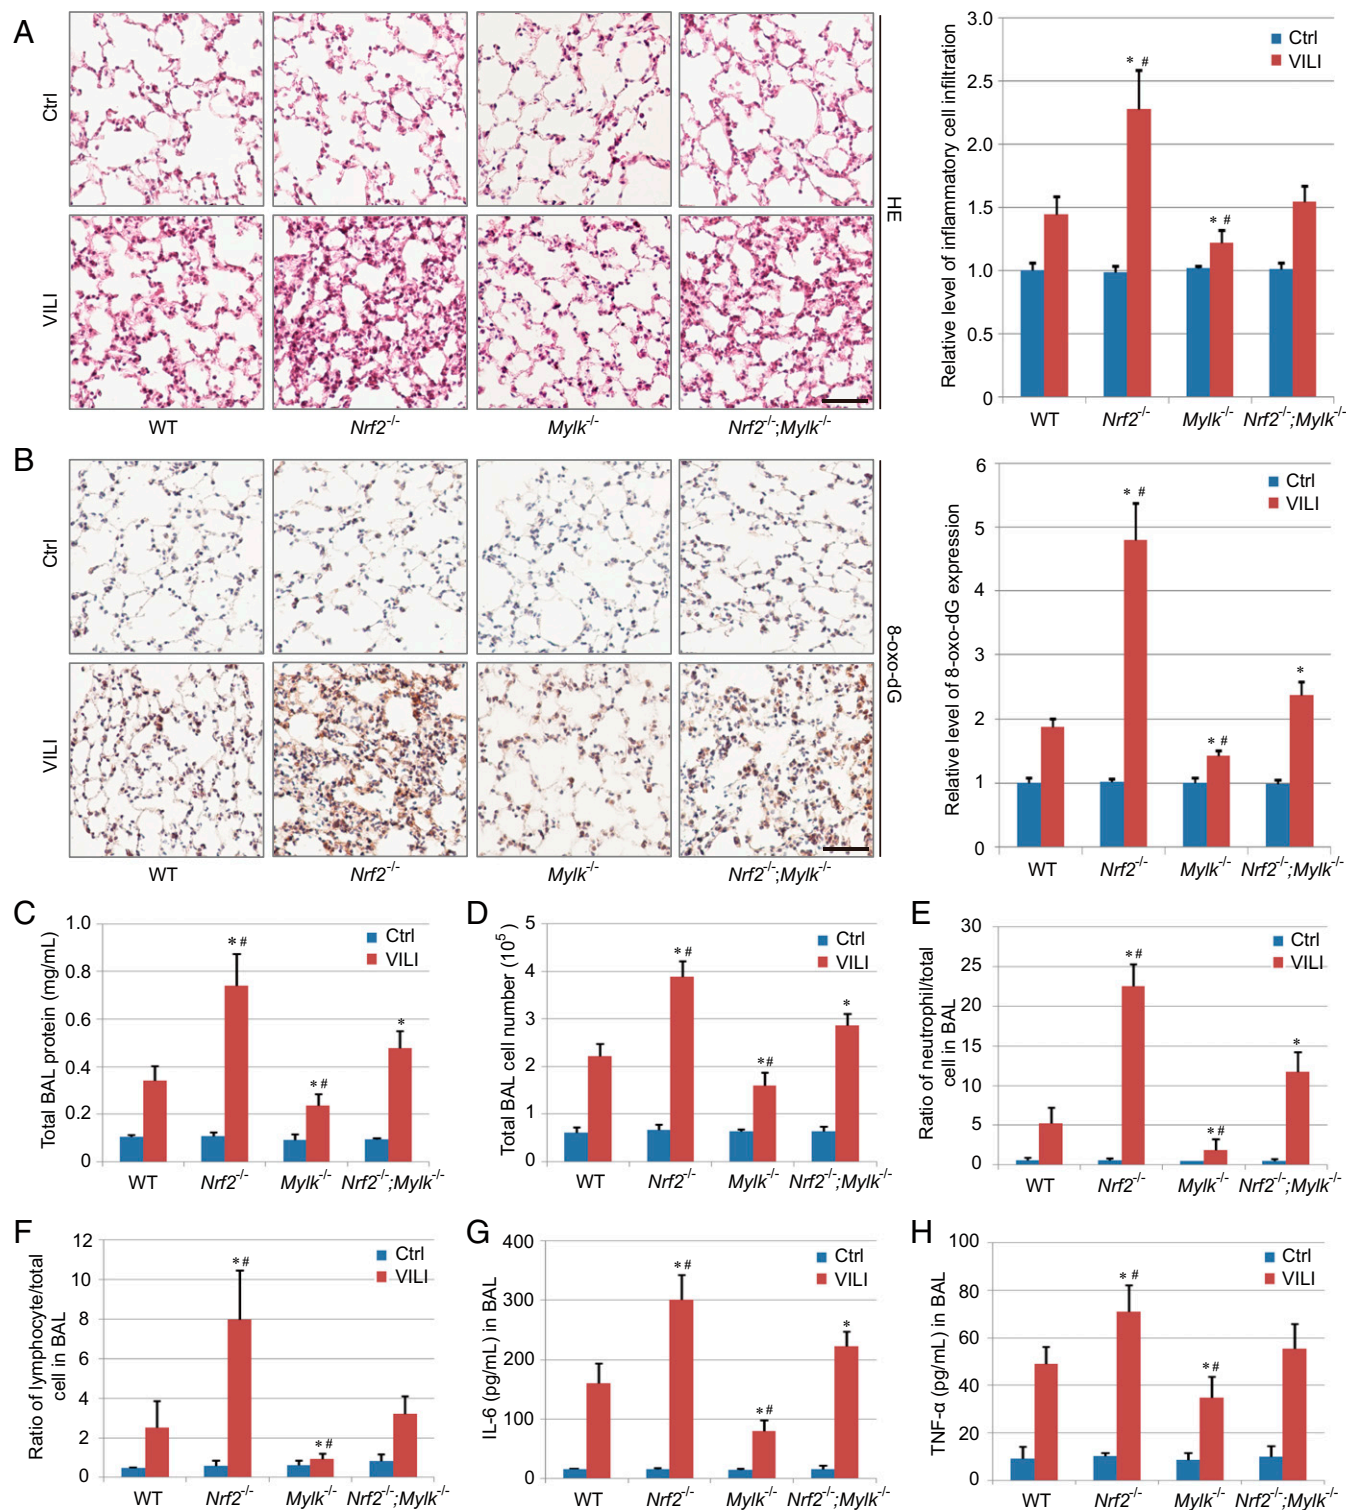 A
Ctrl
VILI
HE
WT
Nrf2-/-
Mylk-/-
Nrf2-/-;Mylk-/-
Relative level of inflammatory cell infiltration
3.0
2.5
2.0
1.5
1.0
0.5
0
Ctrl
VILI
* #
* #
WT
Nrf2-/-
Mylk-/-
Nrf2-/-;Mylk-/-
B
Ctrl
VILI
8-oxo-dG
WT
Nrf2-/-
Mylk-/-
Nrf2-/-;Mylk-/-
Relative level of 8-oxo-dG expression
6
5
4
3
2
1
0
Ctrl
VILI
* #
* #
*
WT
Nrf2-/-
Mylk-/-
Nrf2-/-;Mylk-/-
C
Total BAL protein (mg/mL)
1.0
0.8
0.6
0.4
0.2
0
Ctrl
VILI
*#
*#
*
WT
Nrf2-/-
Mylk-/-
Nrf2-/-;Mylk-/-
D
Total BAL cell number (10⁵)
5
4
3
2
1
0
Ctrl
VILI
*#
*#
*
WT
Nrf2-/-
Mylk-/-
Nrf2-/-;Mylk-/-
E
Ratio of neutrophil/total
cell in BAL
30
25
20
15
10
5
0
Ctrl
VILI
*#
*#
*
WT
Nrf2-/-
Mylk-/-
Nrf2-/-;Mylk-/-
F
Ratio of lymphocyte/total
cell in BAL
12
10
8
6
4
2
0
Ctrl
VILI
*#
*#
WT
Nrf2-/-
Mylk-/-
Nrf2-/-;Mylk-/-
G
IL-6 (pg/mL) in BAL
400
300
200
100
0
Ctrl
VILI
*#
*#
*
WT
Nrf2-/-
Mylk-/-
Nrf2-/-;Mylk-/-
H
TNF-α (pg/mL) in BAL
100
80
60
40
20
0
Ctrl
VILI
*#
*#
WT
Nrf2-/-
Mylk-/-
Nrf2-/-;Mylk-/-